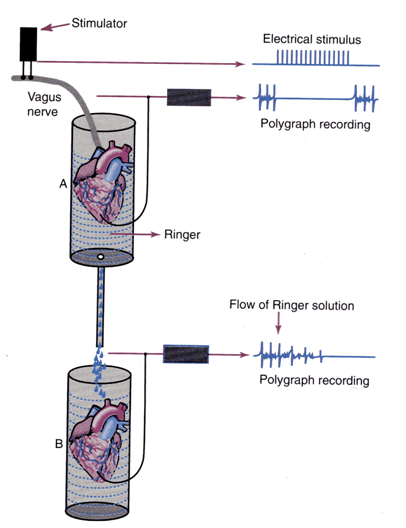 Stimulator
Electrical stimulus
Vagus
nerve
Polygraph recording
A
Ringer
Flow of Ringer solution
Polygraph recording
B